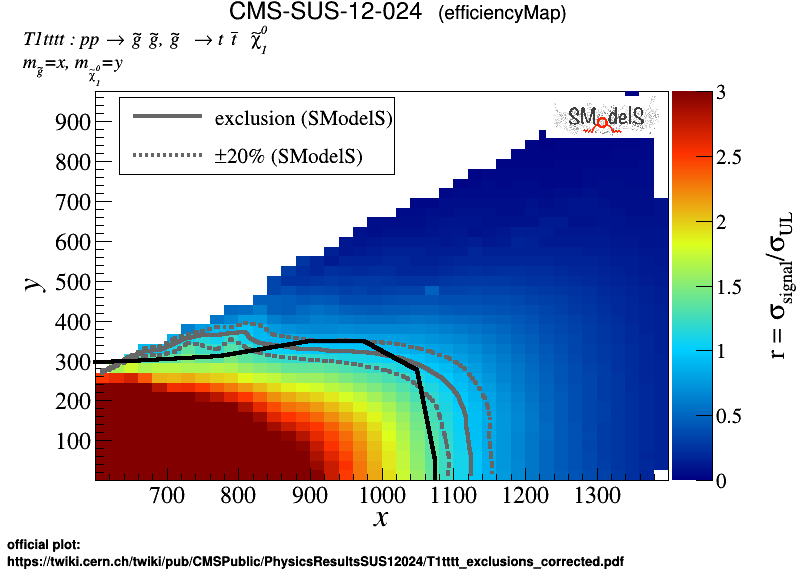 CMS-SUS-12-024 (efficiencyMap)
T1tttt : pp → g̃ g̃, g̃ → t t̄ χ̃₁⁰
m_g̃=x, m_χ̃₁⁰=y
exclusion (SModelS)
±20% (SModelS)
SModelS
900
800
700
600
500
400
300
200
100
y
700 800 900 1000 1100 1200 1300
x
3
2.5
2
1.5
1
0.5
0
r = σ_signal/σ_UL
official plot:
https://twiki.cern.ch/twiki/pub/CMSPublic/PhysicsResultsSUS12024/T1tttt_exclusions_corrected.pdf